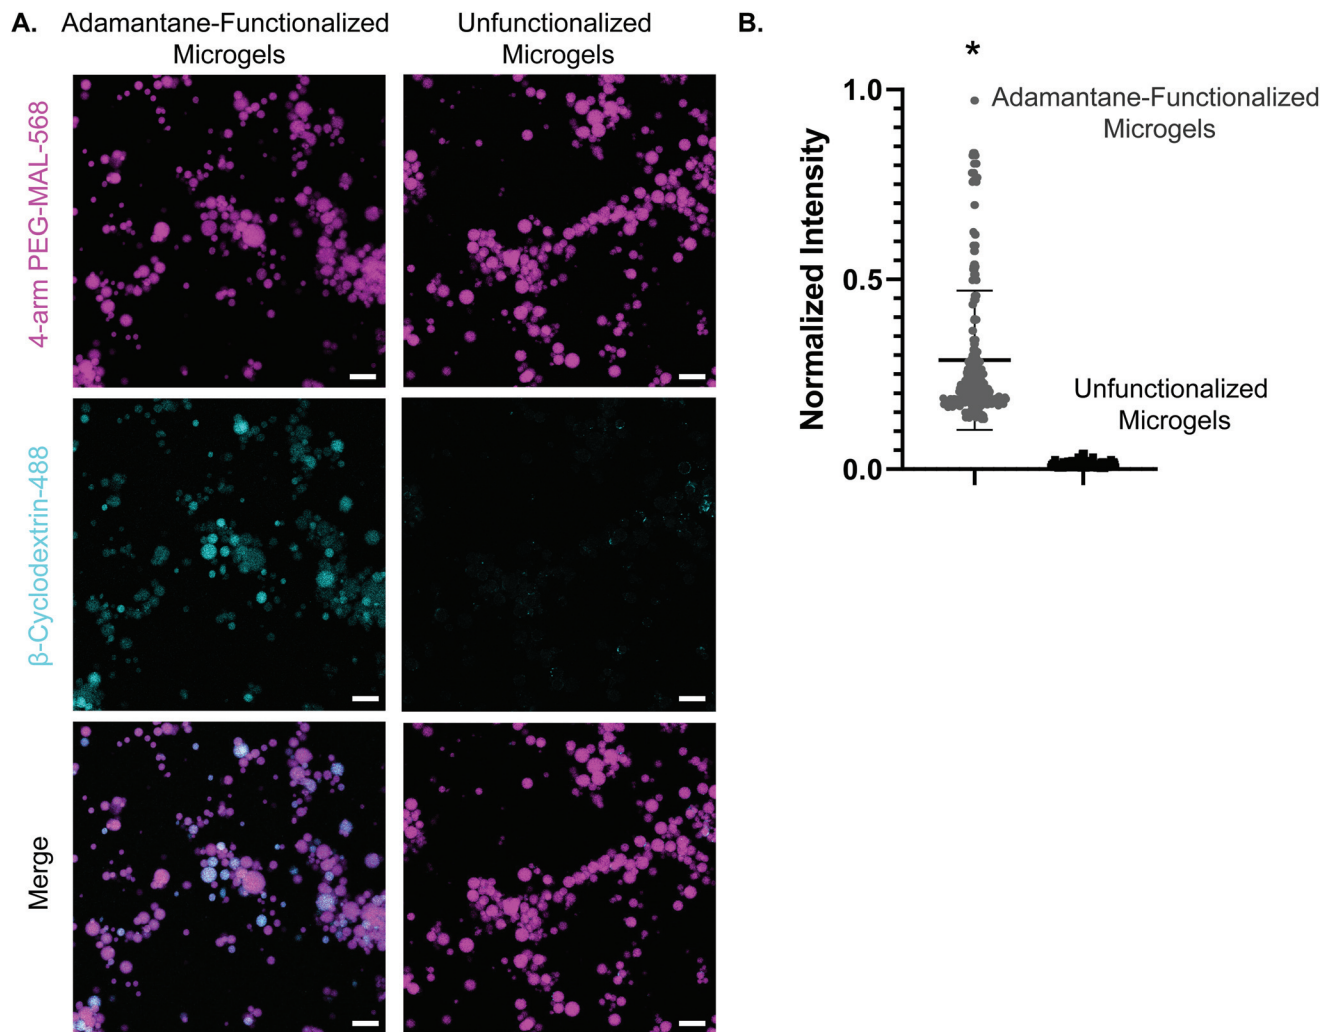 A.
Adamantane-Functionalized
Microgels
Unfunctionalized
Microgels
4-arm PEG-MAL-568
β-Cyclodextrin-488
Merge
B.
*
Normalized Intensity
1.0
0.5
0.0
Adamantane-Functionalized
Microgels
Unfunctionalized
Microgels